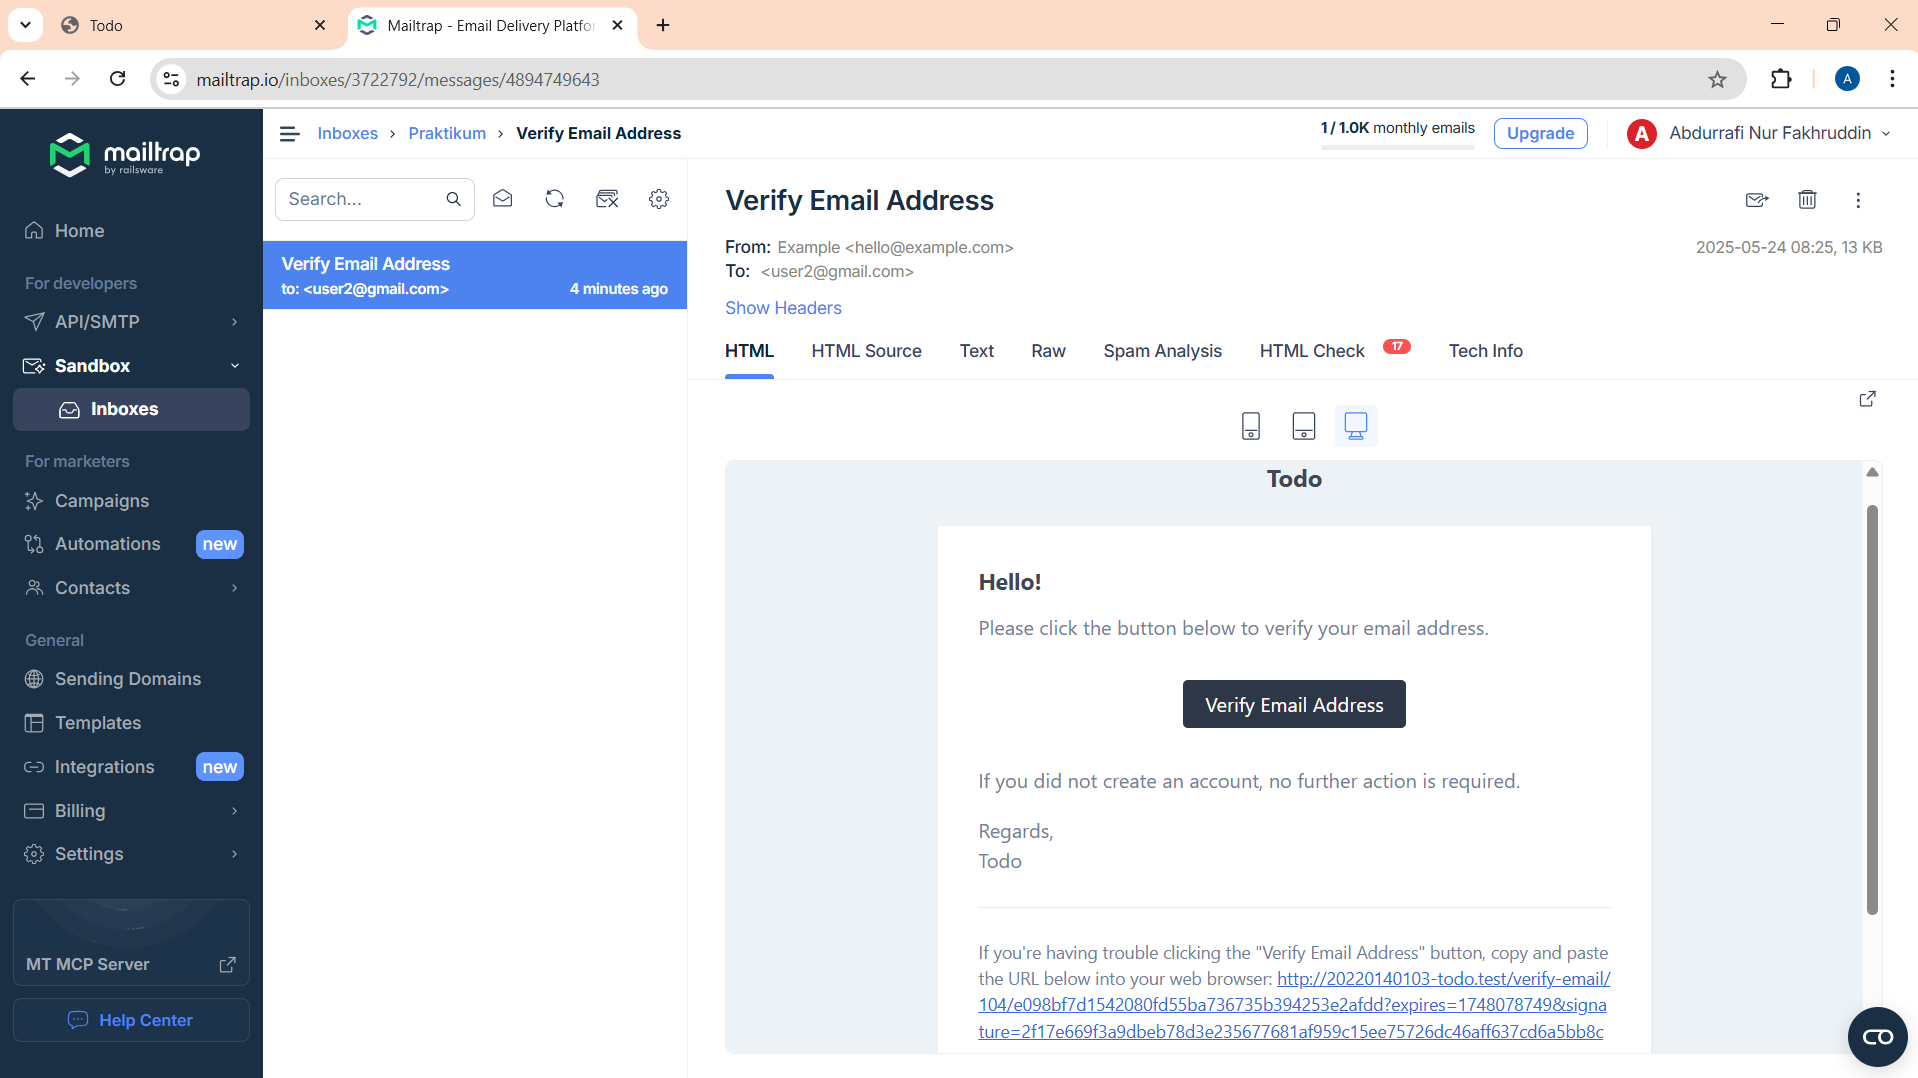 Todo
Mailtrap - Email Delivery Platfor
mailtrap.io/inboxes/3722792/messages/4894749643
A
mailtrap
by railsware
Home
For developers
API/SMTP
Sandbox
Inboxes
For marketers
Campaigns
Automations new
Contacts
General
Sending Domains
Templates
Integrations new
Billing
Settings
MT MCP Server
Help Center
Inboxes > Praktikum > Verify Email Address
1 / 1.0K monthly emails
Upgrade
A Abdurrafi Nur Fakhruddin
Search...
Verify Email Address
to: <user2@gmail.com> 4 minutes ago
Verify Email Address
From: Example <hello@example.com>
2025-05-24 08:25, 13 KB
To: <user2@gmail.com>
Show Headers
HTML HTML Source Text Raw Spam Analysis HTML Check 17 Tech Info
Todo
Hello!
Please click the button below to verify your email address.
Verify Email Address
If you did not create an account, no further action is required.
Regards,
Todo
If you're having trouble clicking the "Verify Email Address" button, copy and paste
the URL below into your web browser: http://20220140103-todo.test/verify-email/
104/e098bf7d1542080fd55ba736735b394253e2afdd?expires=1748078749&signa
ture=2f17e669f3a9dbeb78d3e235677681af959c15ee75726dc46aff637cd6a5bb8c